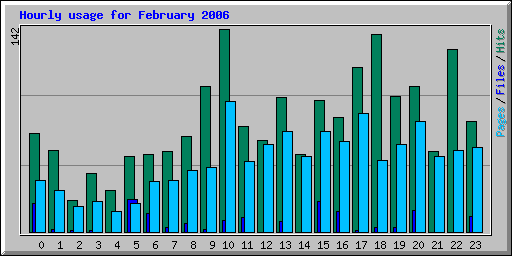 Hourly usage for February 2006
142
Pages/Files/Hits
0 1 2 3 4 5 6 7 8 9 10 11 12 13 14 15 16 17 18 19 20 21 22 23